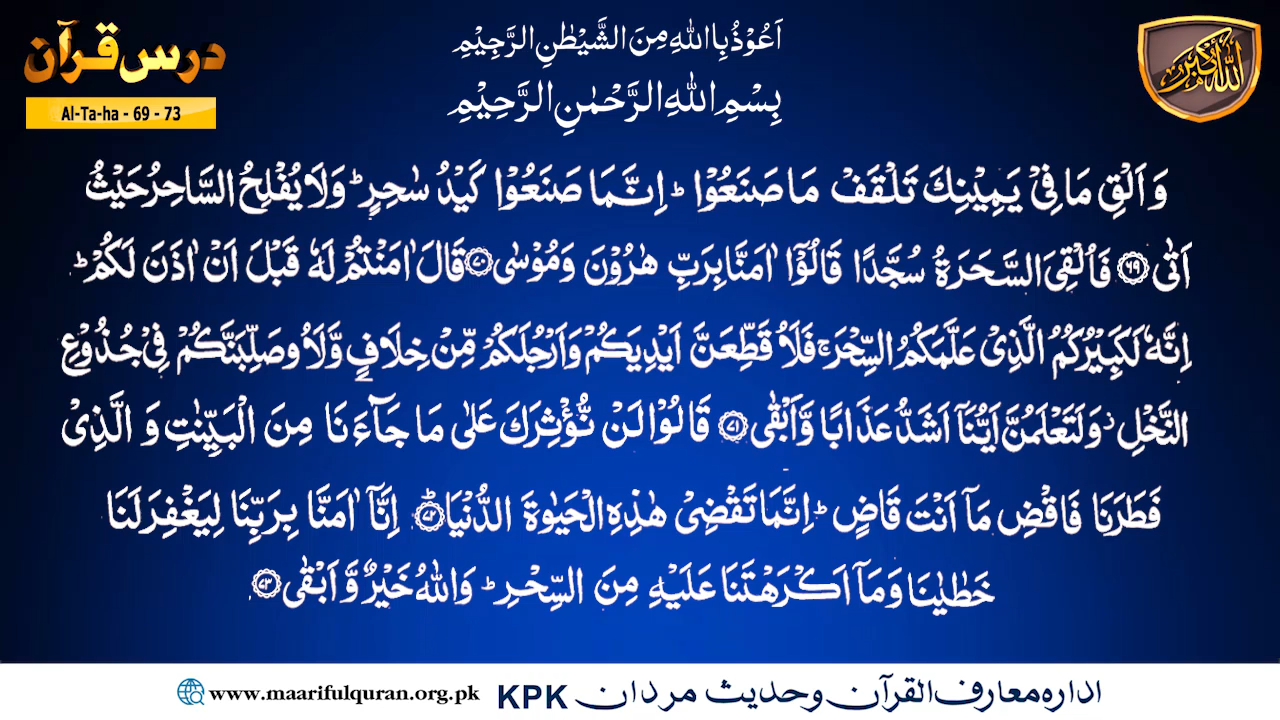 درس قرآن
Al-Ta-ha - 69 - 73
اَعُوْذُ بِاللّٰهِ مِنَ الشَّیْطٰنِ الرَّجِیْمِ
بِسْمِ اللّٰهِ الرَّحْمٰنِ الرَّحِیْمِ
اللّٰه اکبر
وَ اَلْقِ مَا فِیْ یَمِیْنِكَ تَلْقَفْ مَا صَنَعُوْا ؕ اِنَّمَا صَنَعُوْا كَیْدُ سٰحِرٍ ؕ وَ لَا یُفْلِحُ السَّاحِرُ حَیْثُ
اَتٰى ۶۹ فَاُلْقِیَ السَّحَرَةُ سُجَّدًا قَالُوْۤا اٰمَنَّا بِرَبِّ هٰرُوْنَ وَ مُوْسٰى ۷۰ قَالَ اٰمَنْتُمْ لَهٗ قَبْلَ اَنْ اٰذَنَ لَكُمْ ؕ
اِنَّهٗ لَكَبِیْرُكُمُ الَّذِیْ عَلَّمَكُمُ السِّحْرَ ۚ فَلَاُ قَطِّعَنَّ اَیْدِیَكُمْ وَ اَرْجُلَكُمْ مِّنْ خِلَافٍ وَّ لَاُ وصَلِّبَنَّكُمْ فِیْ جُذُوْعِ
النَّخْلِ ؗ وَ لَتَعْلَمُنَّ اَیُّنَاۤ اَشَدُّ عَذَابًا وَّ اَبْقٰى ۷۱ قَالُوْا لَنْ نُّؤْثِرَكَ عَلٰى مَا جَآءَ نَا مِنَ الْبَیِّنٰتِ وَ الَّذِیْ
فَطَرَنَا فَاقْضِ مَاۤ اَنْتَ قَاضٍ ؕ اِنَّمَا تَقْضِیْ هٰذِهِ الْحَیٰوةَ الدُّنْیَا ۷۲ؕ اِنَّاۤ اٰمَنَّا بِرَبِّنَا لِیَغْفِرَ لَنَا
خَطٰیٰنَا وَ مَاۤ اَكْرَهْتَنَا عَلَیْهِ مِنَ السِّحْرِ ؕ وَ اللّٰهُ خَیْرٌ وَّ اَبْقٰى ۷۳
ادارہ معارف القرآن وحدیث مردان KPK www.maarifulquran.org.pk